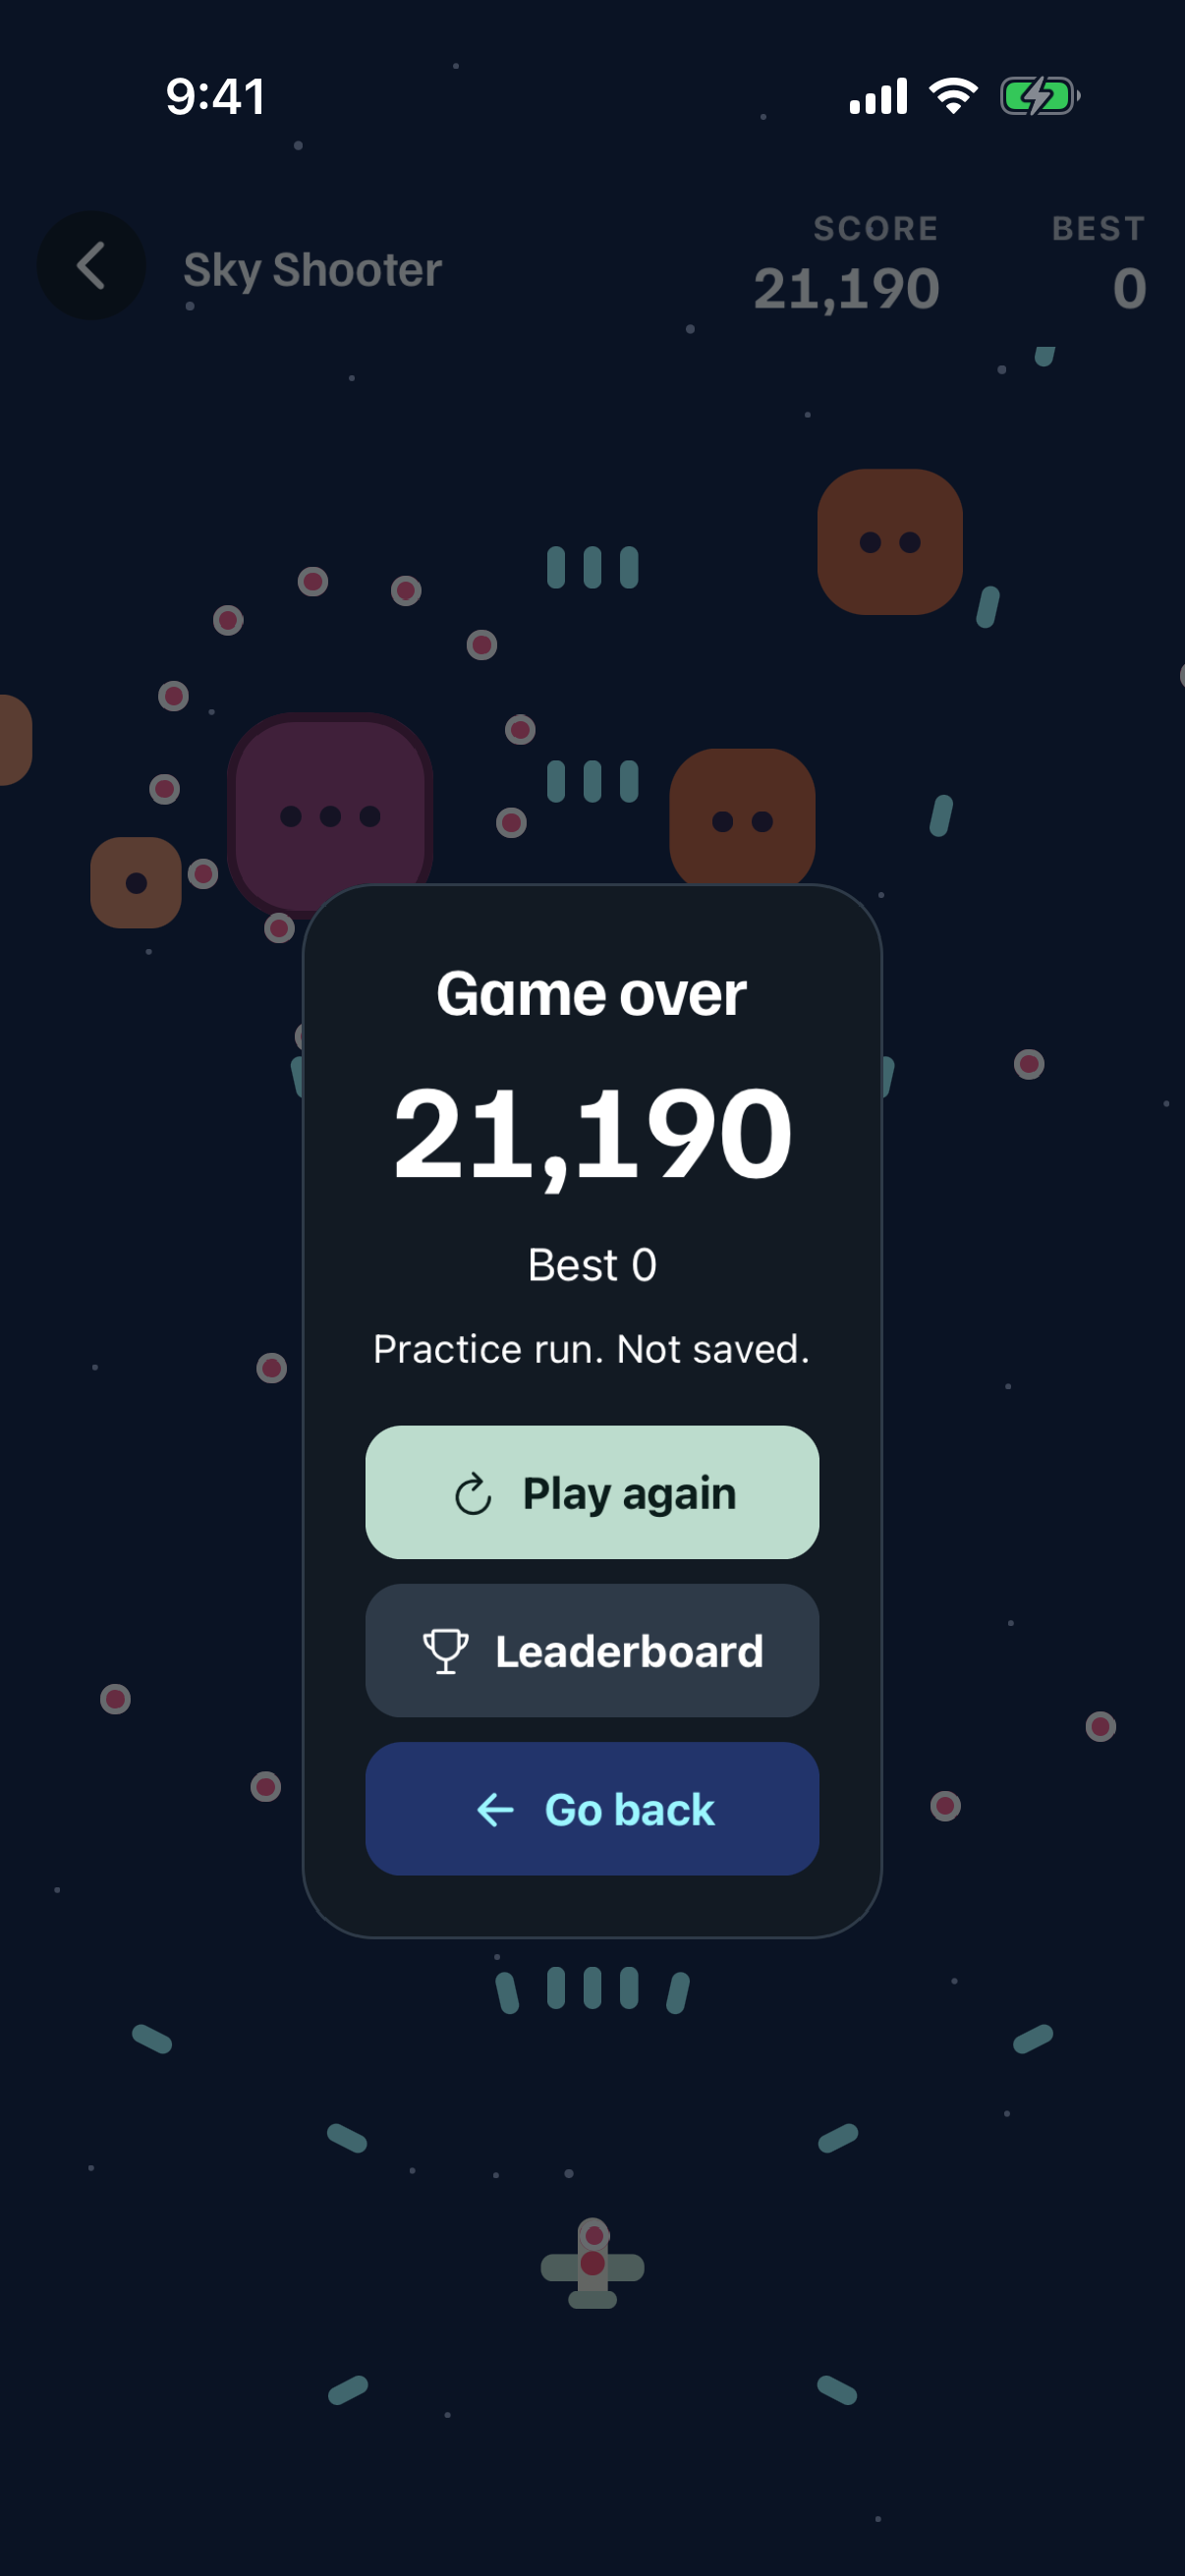 9:41
Sky Shooter
SCORE
21,190
BEST
0
Game over
21,190
Best 0
Practice run. Not saved.
Play again
Leaderboard
Go back